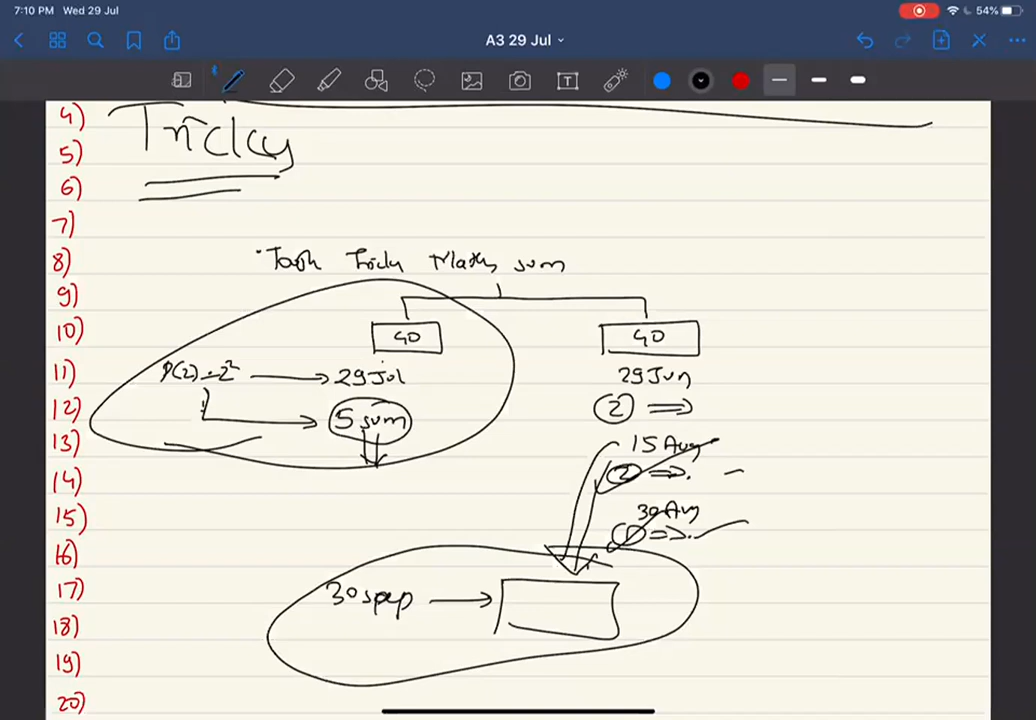 7:10 PM Wed 29 Jul
54%
A3 29 Jul
4)
Tricky
5)
6)
7)
8) Tricky Maths sum
9)
10) 40 40
11) P(2) = 2² 29 Jul 29 Jun
12) 5 sum 2
13) 15 Aug
14) 2
15) 30 Aug
1
16)
17) 30 spep
18)
19)
20)